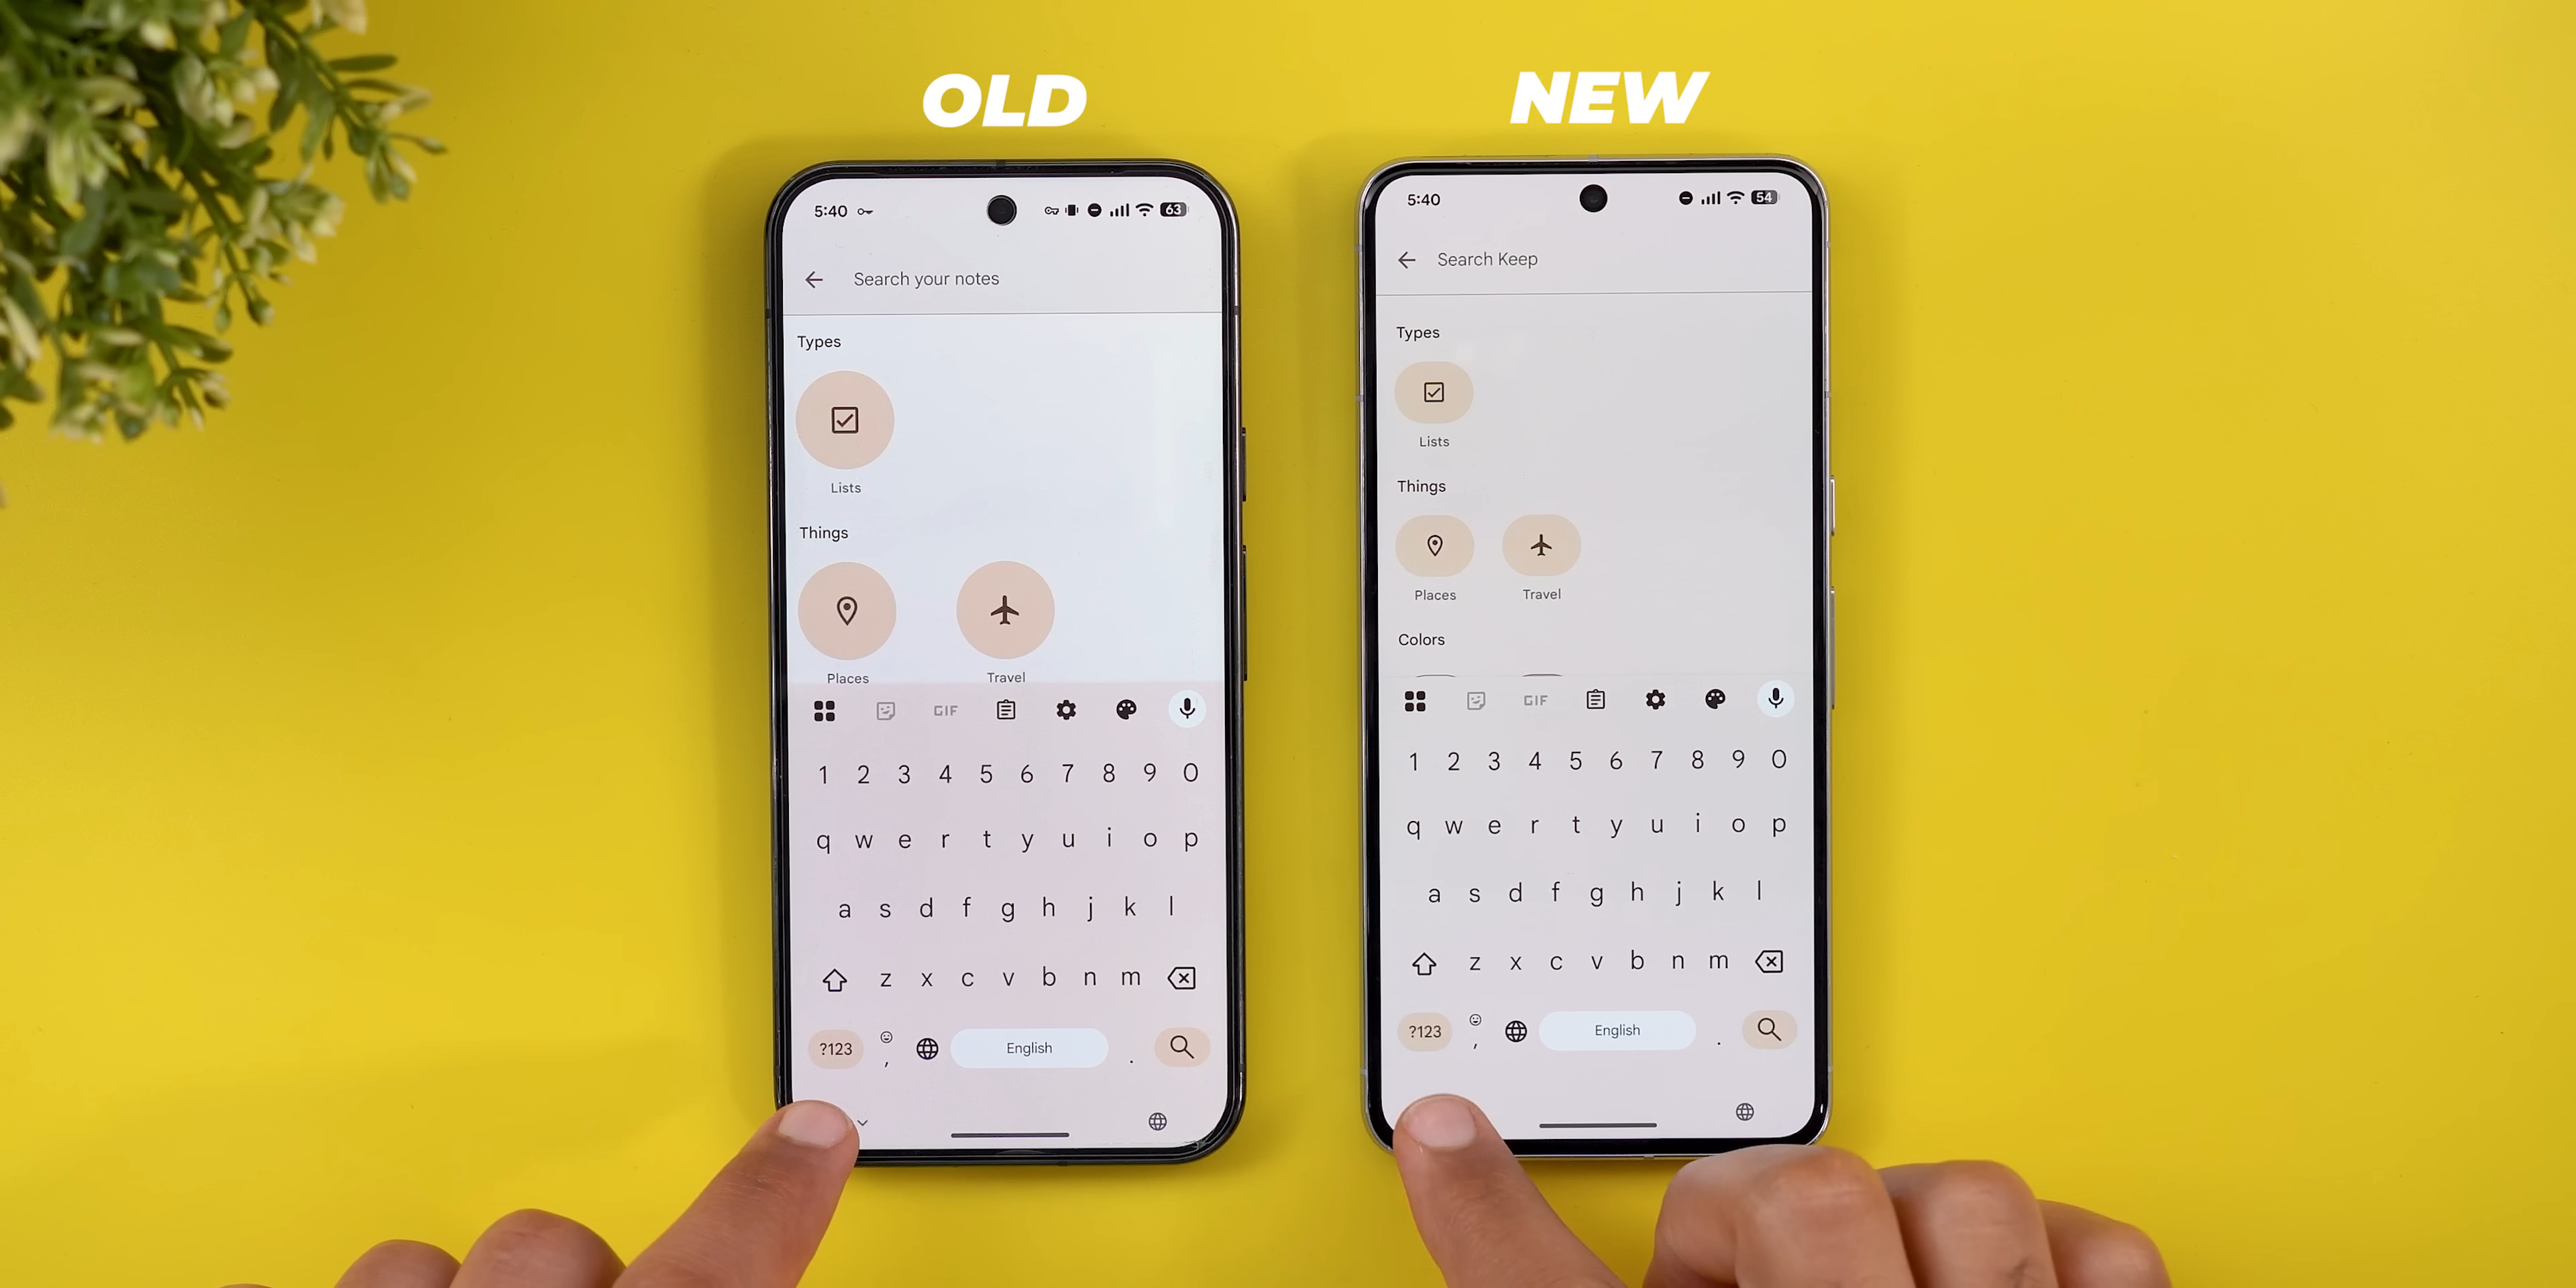 OLD
NEW
5:40
63
Search your notes
Types
Lists
Things
Places
Travel
GIF
1 2 3 4 5 6 7 8 9 0
q w e r t y u i o p
a s d f g h j k l
z x c v b n m
?123 , English .
5:40
54
Search Keep
Types
Lists
Things
Places
Travel
Colors
GIF
1 2 3 4 5 6 7 8 9 0
q w e r t y u i o p
a s d f g h j k l
z x c v b n m
?123 , English .